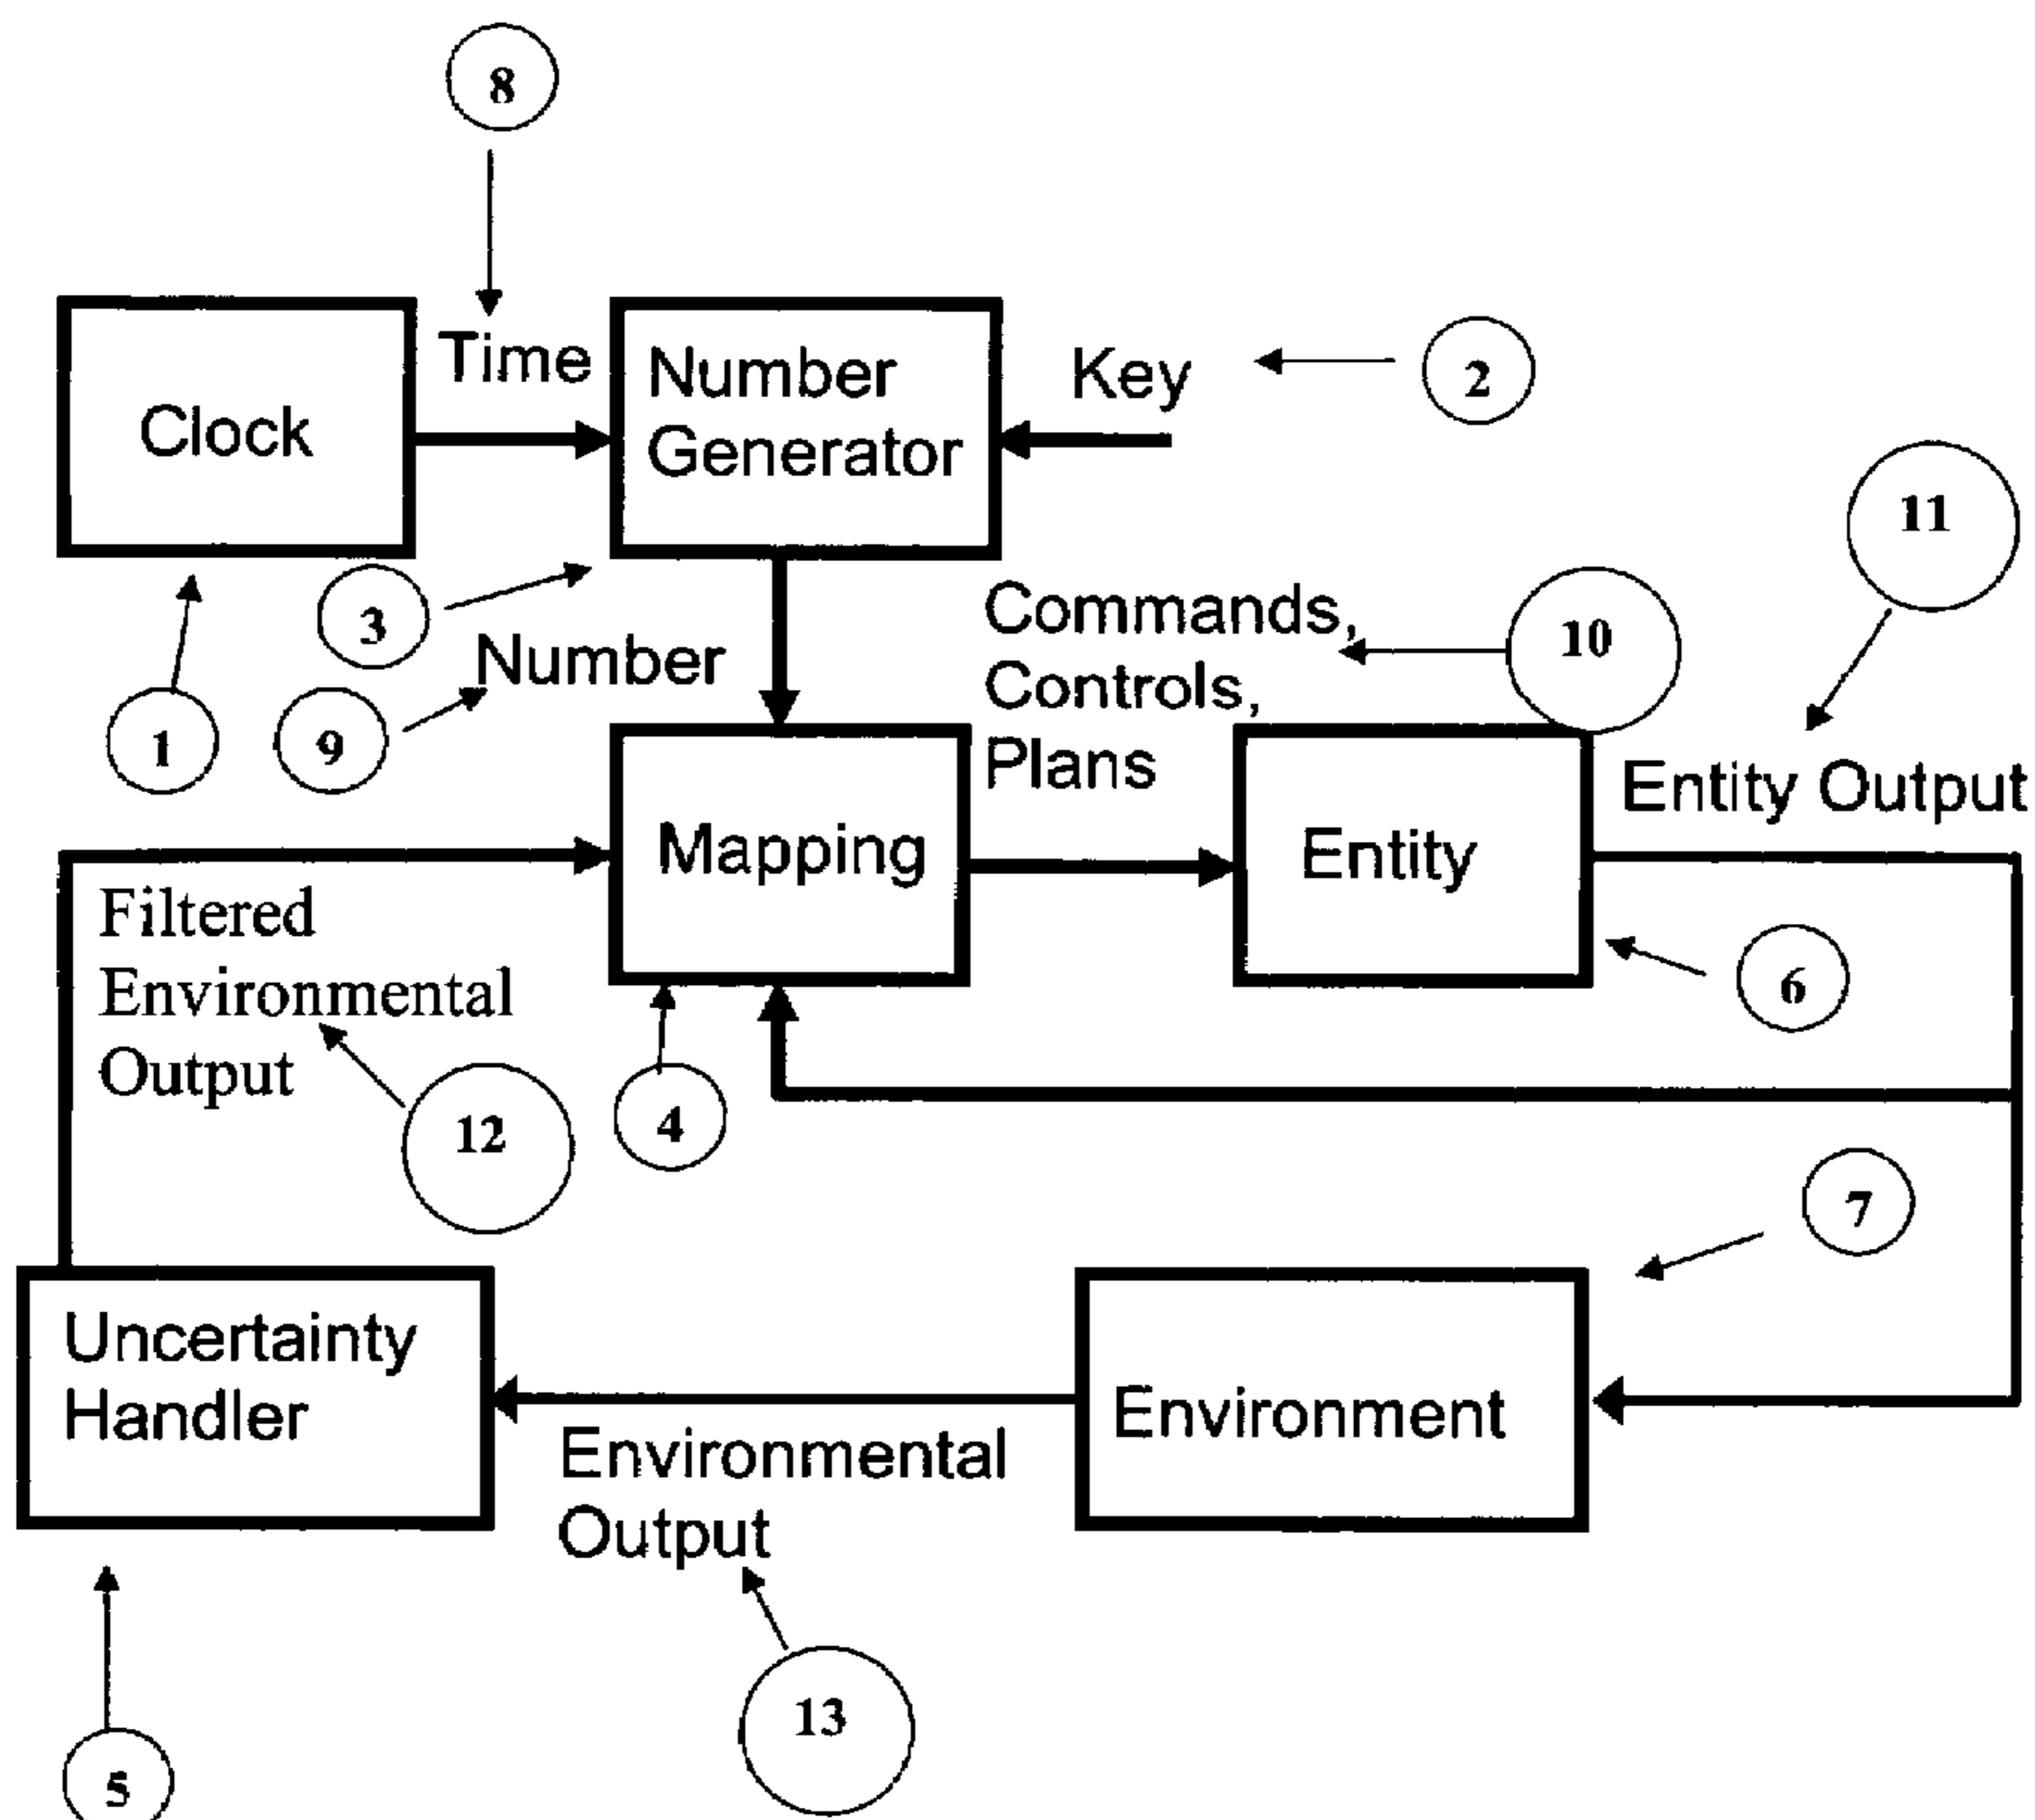 8
Time
Clock
Number
Generator
Key
2
11
3
Number
1
9
Commands,
Controls,
Plans
10
Mapping
Entity
Entity Output
6
Filtered
Environmental
Output
12
4
7
Uncertainty
Handler
Environment
Environmental
Output
13
5